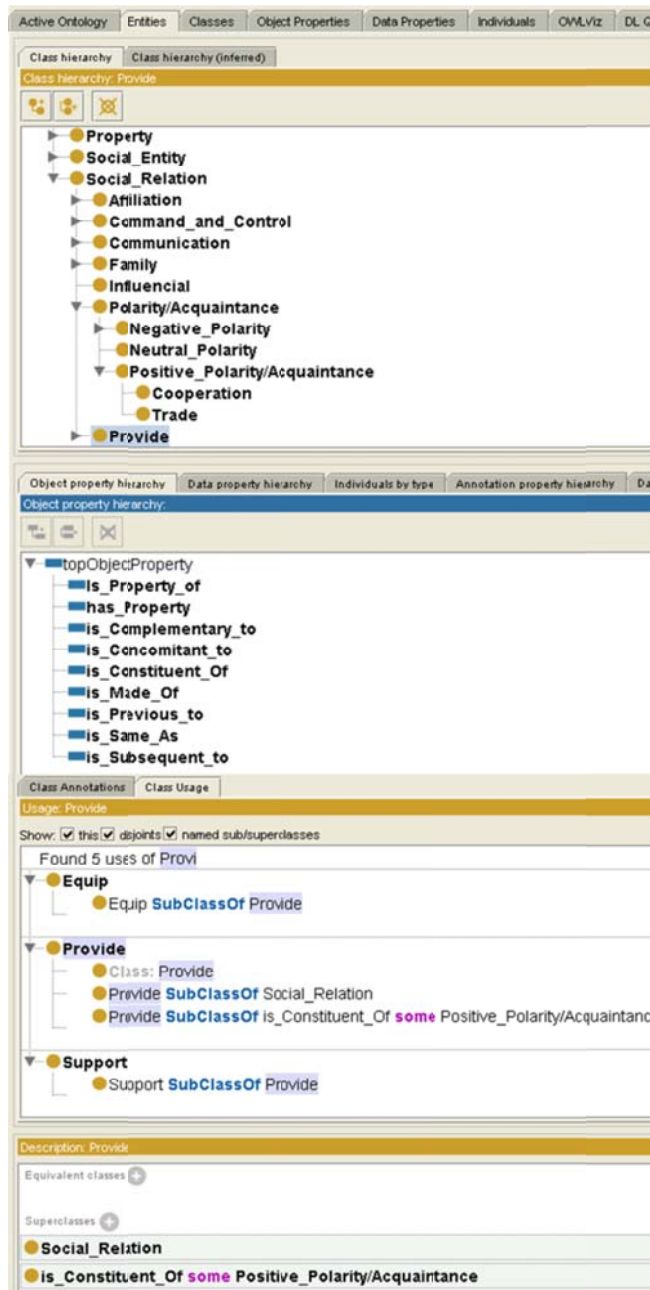 Active Ontology Entities Classes Object Properties Data Properties Individuals OWLViz DL
Class hierarchy Class hierarchy (inferred)
Class hierarchy: Provide
Property
Social_Entity
Social_Relation
Affiliation
Command_and_Control
Communication
Family
Influencial
Polarity/Acquaintance
Negative_Polarity
Neutral_Polarity
Positive_Polarity/Acquaintance
Cooperation
Trade
Provide
Object property hierarchy Data property hierarchy Individuals by type Annotation property hierarchy Da
Object property hierarchy:
topObjectProperty
Is_Property_of
has_Property
is_Complementary_to
is_Concomitant_to
is_Constituent_Of
is_Made_Of
is_Previous_to
is_Same_As
is_Subsequent_to
Class Annotations Class Usage
Usage: Provide
Show: this disjoints named sub/superclasses
Found 5 uses of Provi
Equip
Equip SubClassOf Provide
Provide
Class: Provide
Provide SubClassOf Social_Relation
Provide SubClassOf is_Constituent_Of some Positive_Polarity/Acquaintanc
Support
Support SubClassOf Provide
Description: Provide
Equivalent classes
Superclasses
Social_Relation
is_Constituent_Of some Positive_Polarity/Acquaintance